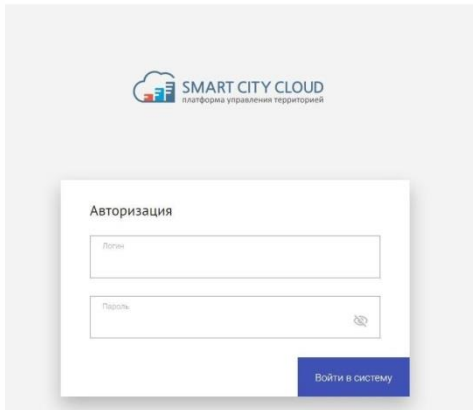 SMART CITY CLOUD
платформа управления территорией
Авторизация
Логин
Пароль
Войти в систему